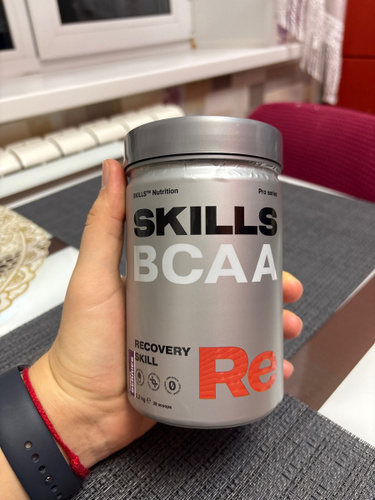 SKILLS™ Nutrition
Pro series
SKILLS
BCAA
RECOVERY
SKILL
Re